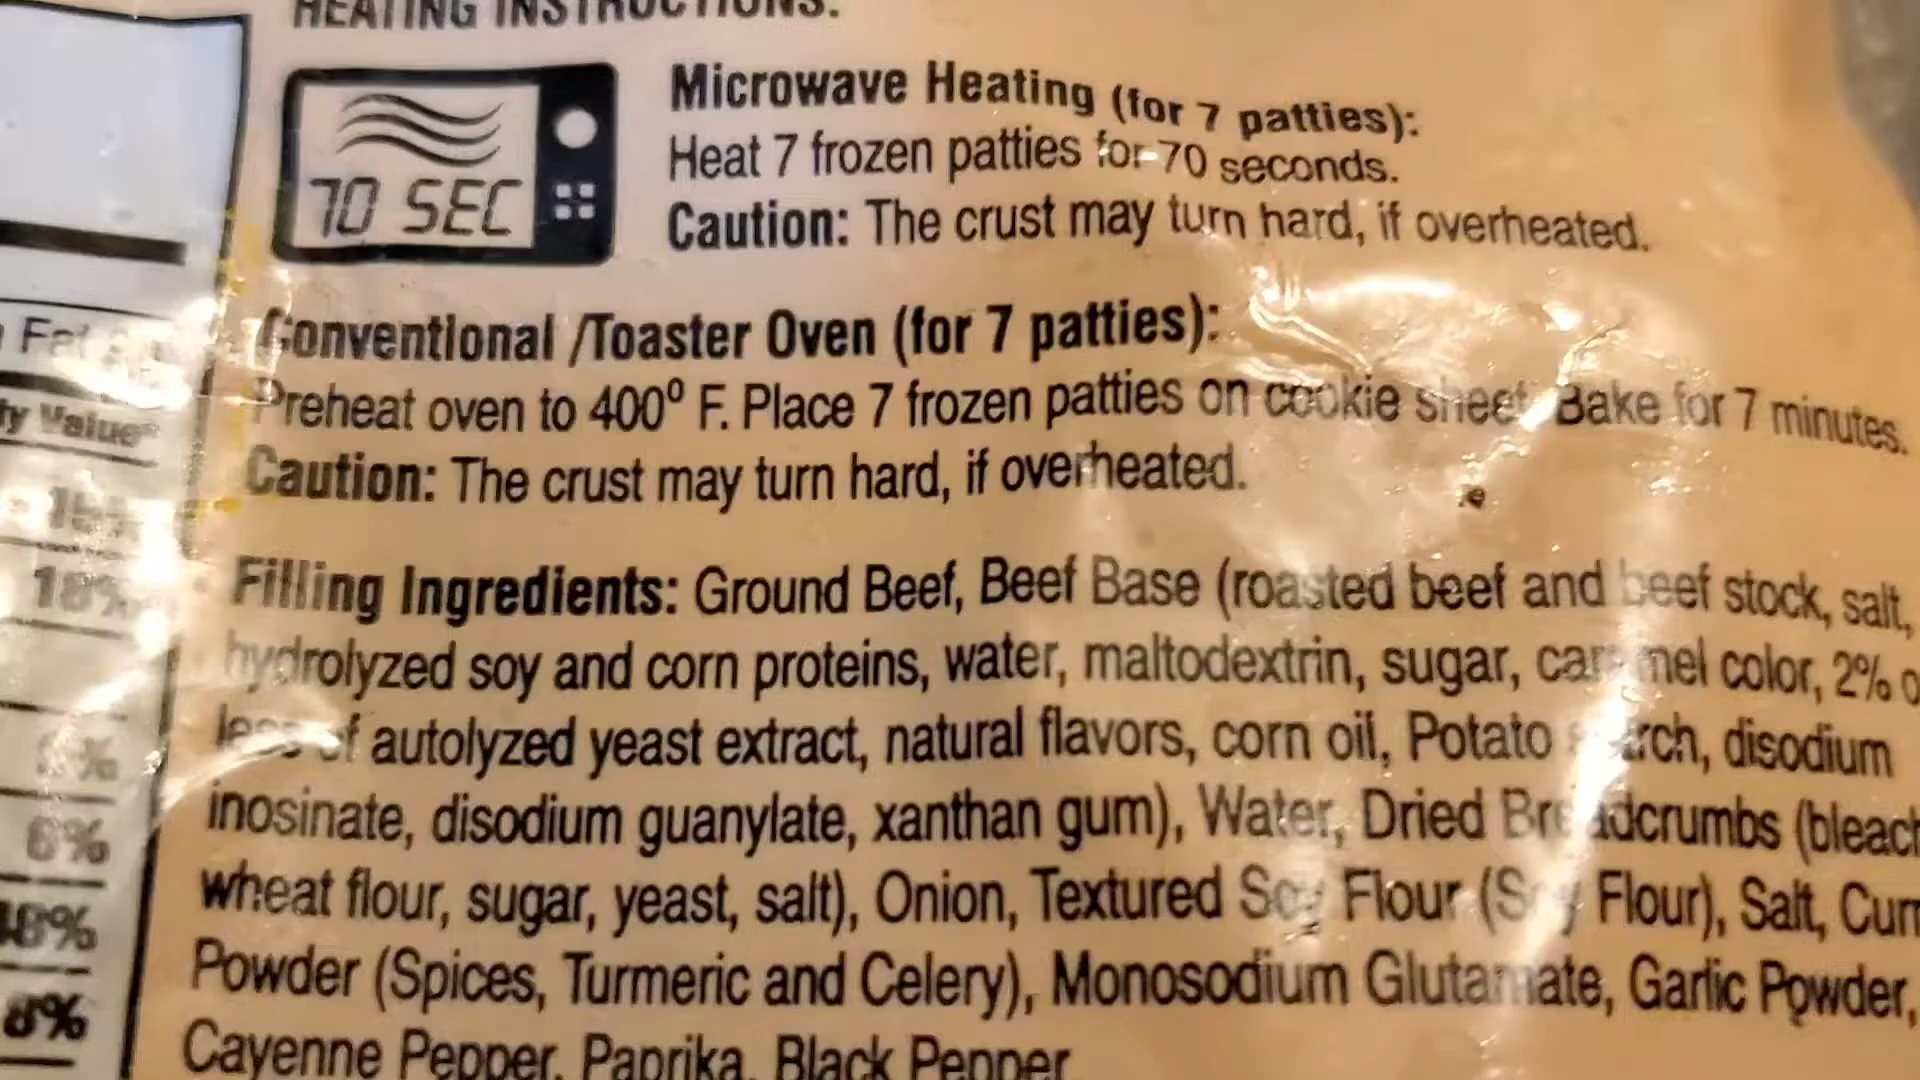 HEATING INSTRUCTIONS:
70 SEC
Microwave Heating (for 7 patties):
Heat 7 frozen patties for 70 seconds.
Caution: The crust may turn hard, if overheated.
Conventional /Toaster Oven (for 7 patties):
Preheat oven to 400º F. Place 7 frozen patties on cookie sheet. Bake for 7 minutes.
Caution: The crust may turn hard, if overheated.
Filling Ingredients: Ground Beef, Beef Base (roasted beef and beef stock, salt,
hydrolyzed soy and corn proteins, water, maltodextrin, sugar, caramel color, 2%
less of autolyzed yeast extract, natural flavors, corn oil, Potato starch, disodium
inosinate, disodium guanylate, xanthan gum), Water, Dried Breadcrumbs (bleach
wheat flour, sugar, yeast, salt), Onion, Textured Soy Flour (Soy Flour), Salt, Curr
Powder (Spices, Turmeric and Celery), Monosodium Glutamate, Garlic Powder,
Cayenne Pepper, Paprika, Black Pepper
Fat
ly Value*
18%
6%
8%